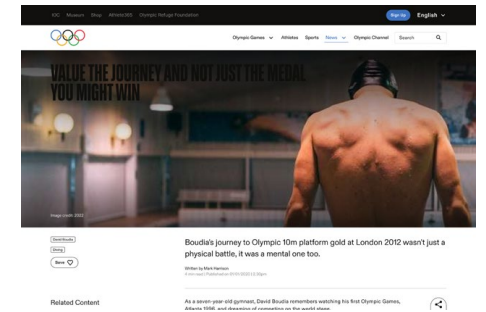 IOC Museum Shop Athlete365 Olympic Refuge Foundation
Sign Up English
Olympic Games Athletes Sports News Olympic Channel Search
VALUE THE JOURNEY AND NOT JUST THE MEDAL
YOU MIGHT WIN
Image credit: 2012
David Boudia
Diving
Save
Boudia's journey to Olympic 10m platform gold at London 2012 wasn't just a
physical battle, it was a mental one too.
Written by Mark Harrison
Related Content
As a seven-year-old gymnast, David Boudia remembers watching his first Olympic Games,
Atlanta 1996, and dreaming of competing on the world stage.